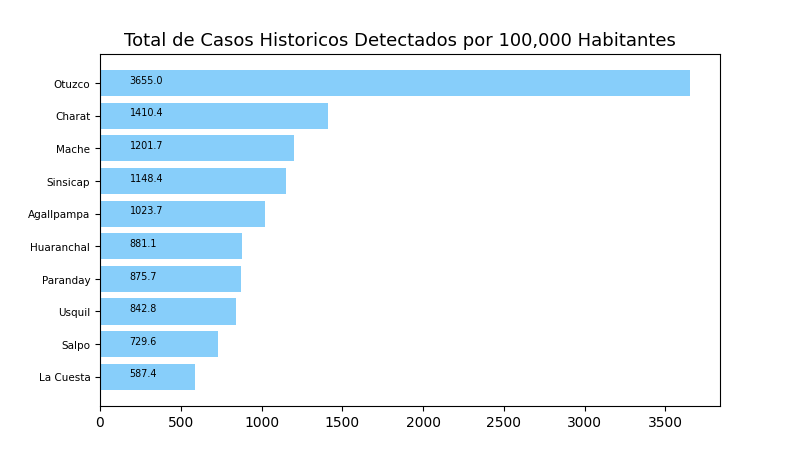 Total de Casos Historicos Detectados por 100,000 Habitantes
Otuzco 3655.0
Charat 1410.4
Mache 1201.7
Sinsicap 1148.4
Agallpampa 1023.7
Huaranchal 881.1
Paranday 875.7
Usquil 842.8
Salpo 729.6
La Cuesta 587.4
0 500 1000 1500 2000 2500 3000 3500